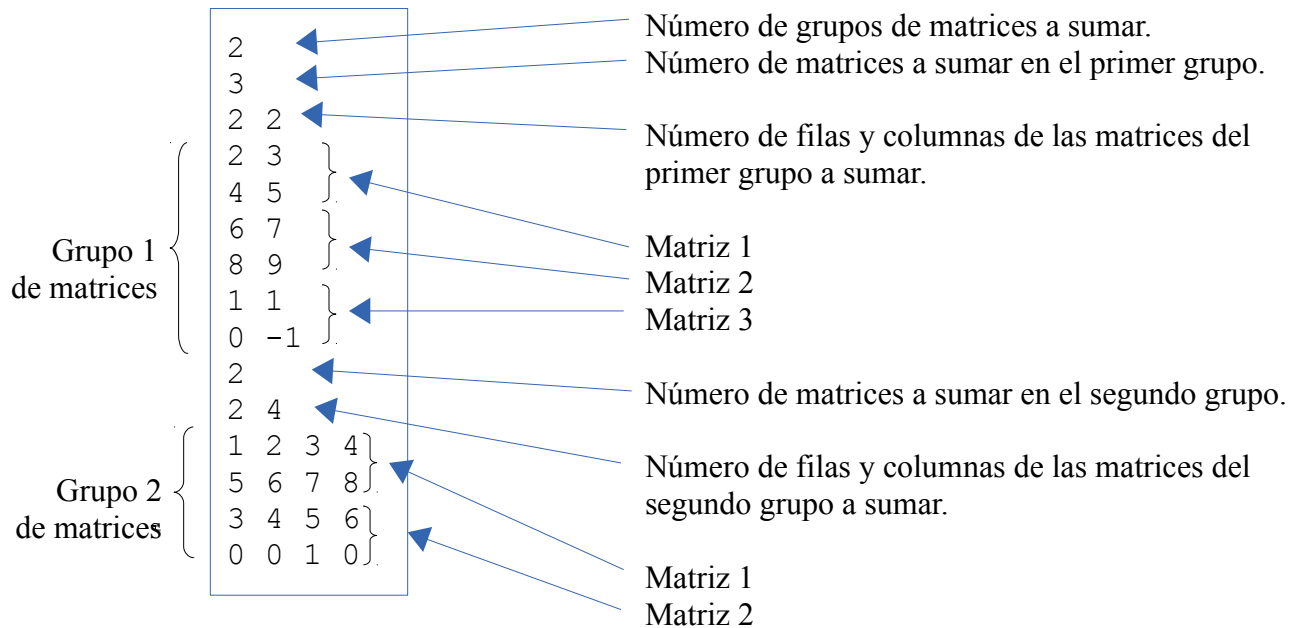 2
3
2 2
2 3
4 5
6 7
8 9
1 1
0 -1
2
2 4
1 2 3 4
5 6 7 8
3 4 5 6
0 0 1 0
Grupo 1
de matrices
Grupo 2
de matrices
Número de grupos de matrices a sumar.
Número de matrices a sumar en el primer grupo.
Número de filas y columnas de las matrices del
primer grupo a sumar.
Matriz 1
Matriz 2
Matriz 3
Número de matrices a sumar en el segundo grupo.
Número de filas y columnas de las matrices del
segundo grupo a sumar.
Matriz 1
Matriz 2